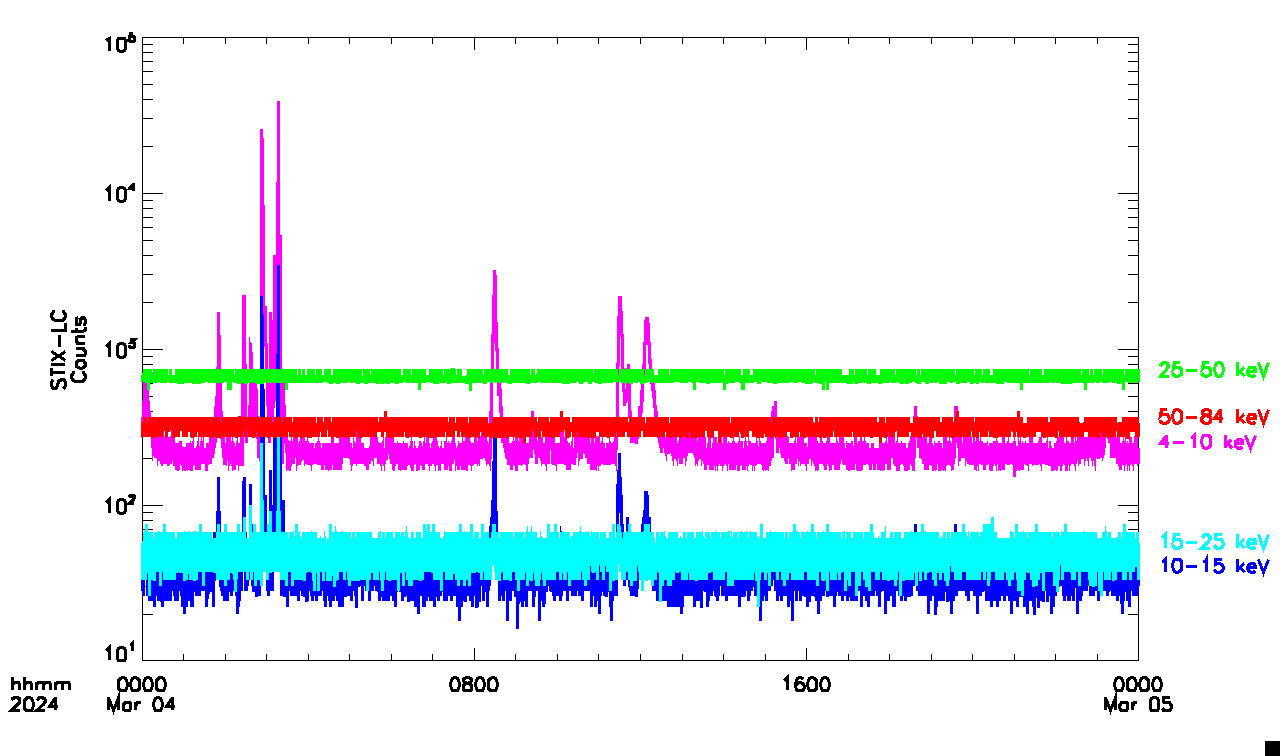 10^6
10^4
10^3
10^2
10^1
STIX-LC
Counts
25-50 keV
50-84 keV
4-10 keV
15-25 keV
10-15 keV
hhmm 0000 0800 1600 0000
2024 Mar 04 Mar 05